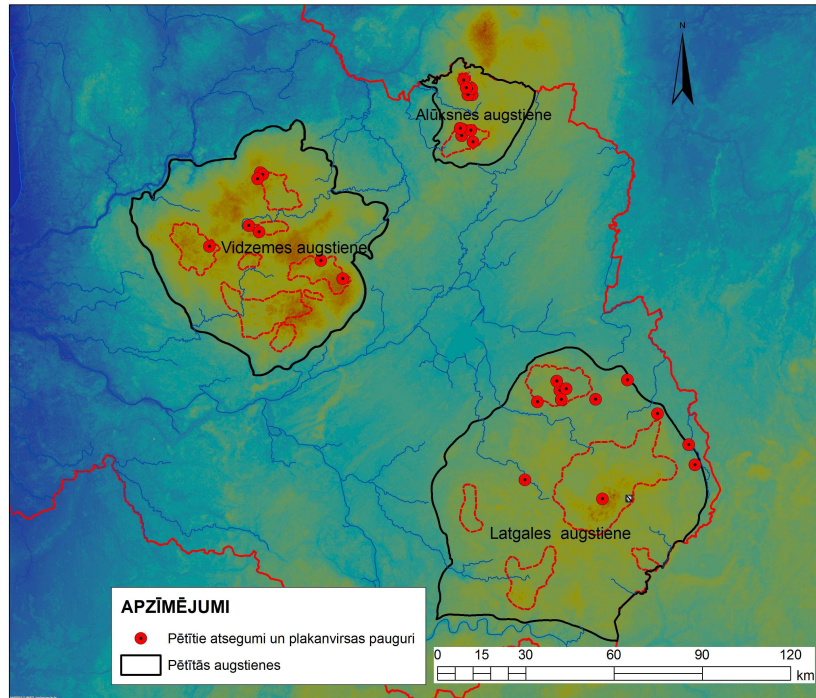 N
Alūksnes augstiene
Vidzemes augstiene
Latgales augstiene
APZĪMĒJUMI
Pētītie atsegumi un plakanvirsas pauguri
Pētītās augstienes
0 15 30 60 90 120
km